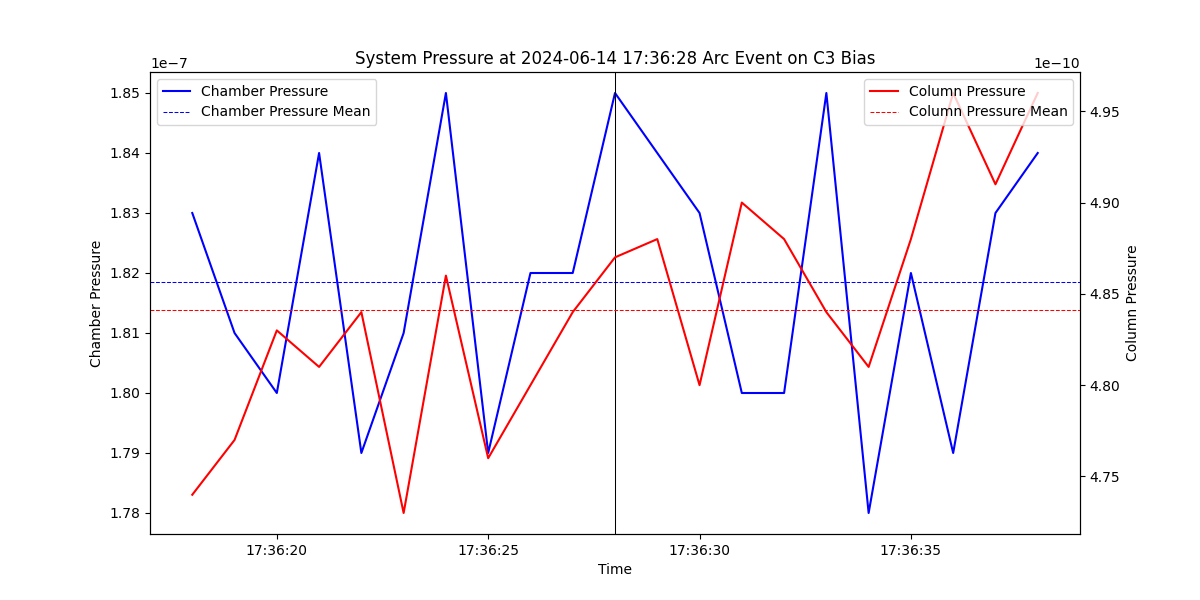 System Pressure at 2024-06-14 17:36:28 Arc Event on C3 Bias
1e−7
1e−10
Chamber Pressure
Chamber Pressure Mean
Column Pressure
Column Pressure Mean
1.85
1.84
1.83
1.82
1.81
1.80
1.79
1.78
Chamber Pressure
4.95
4.90
4.85
4.80
4.75
Column Pressure
17:36:20
17:36:25
17:36:30
17:36:35
Time